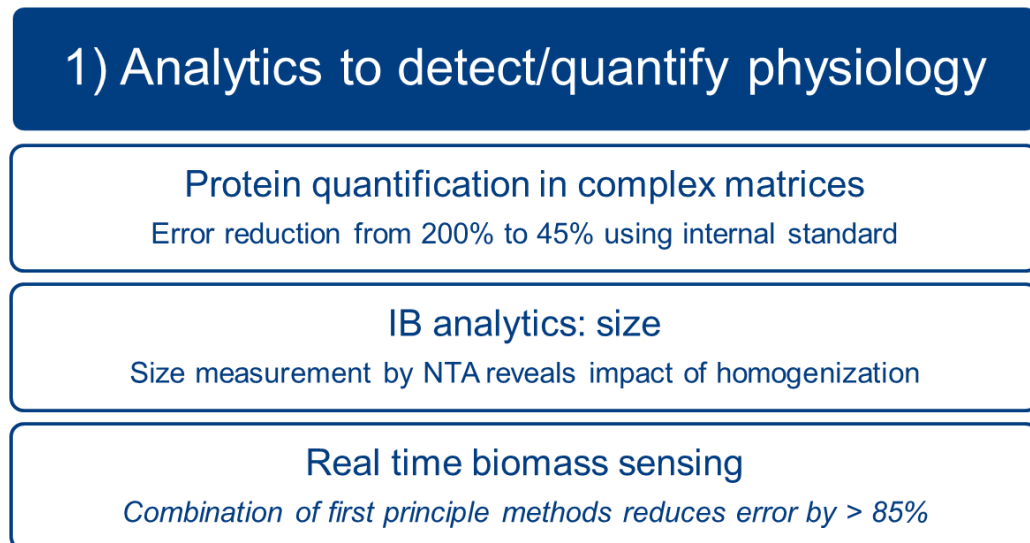 1) Analytics to detect/quantify physiology
Protein quantification in complex matrices
Error reduction from 200% to 45% using internal standard
IB analytics: size
Size measurement by NTA reveals impact of homogenization
Real time biomass sensing
Combination of first principle methods reduces error by > 85%